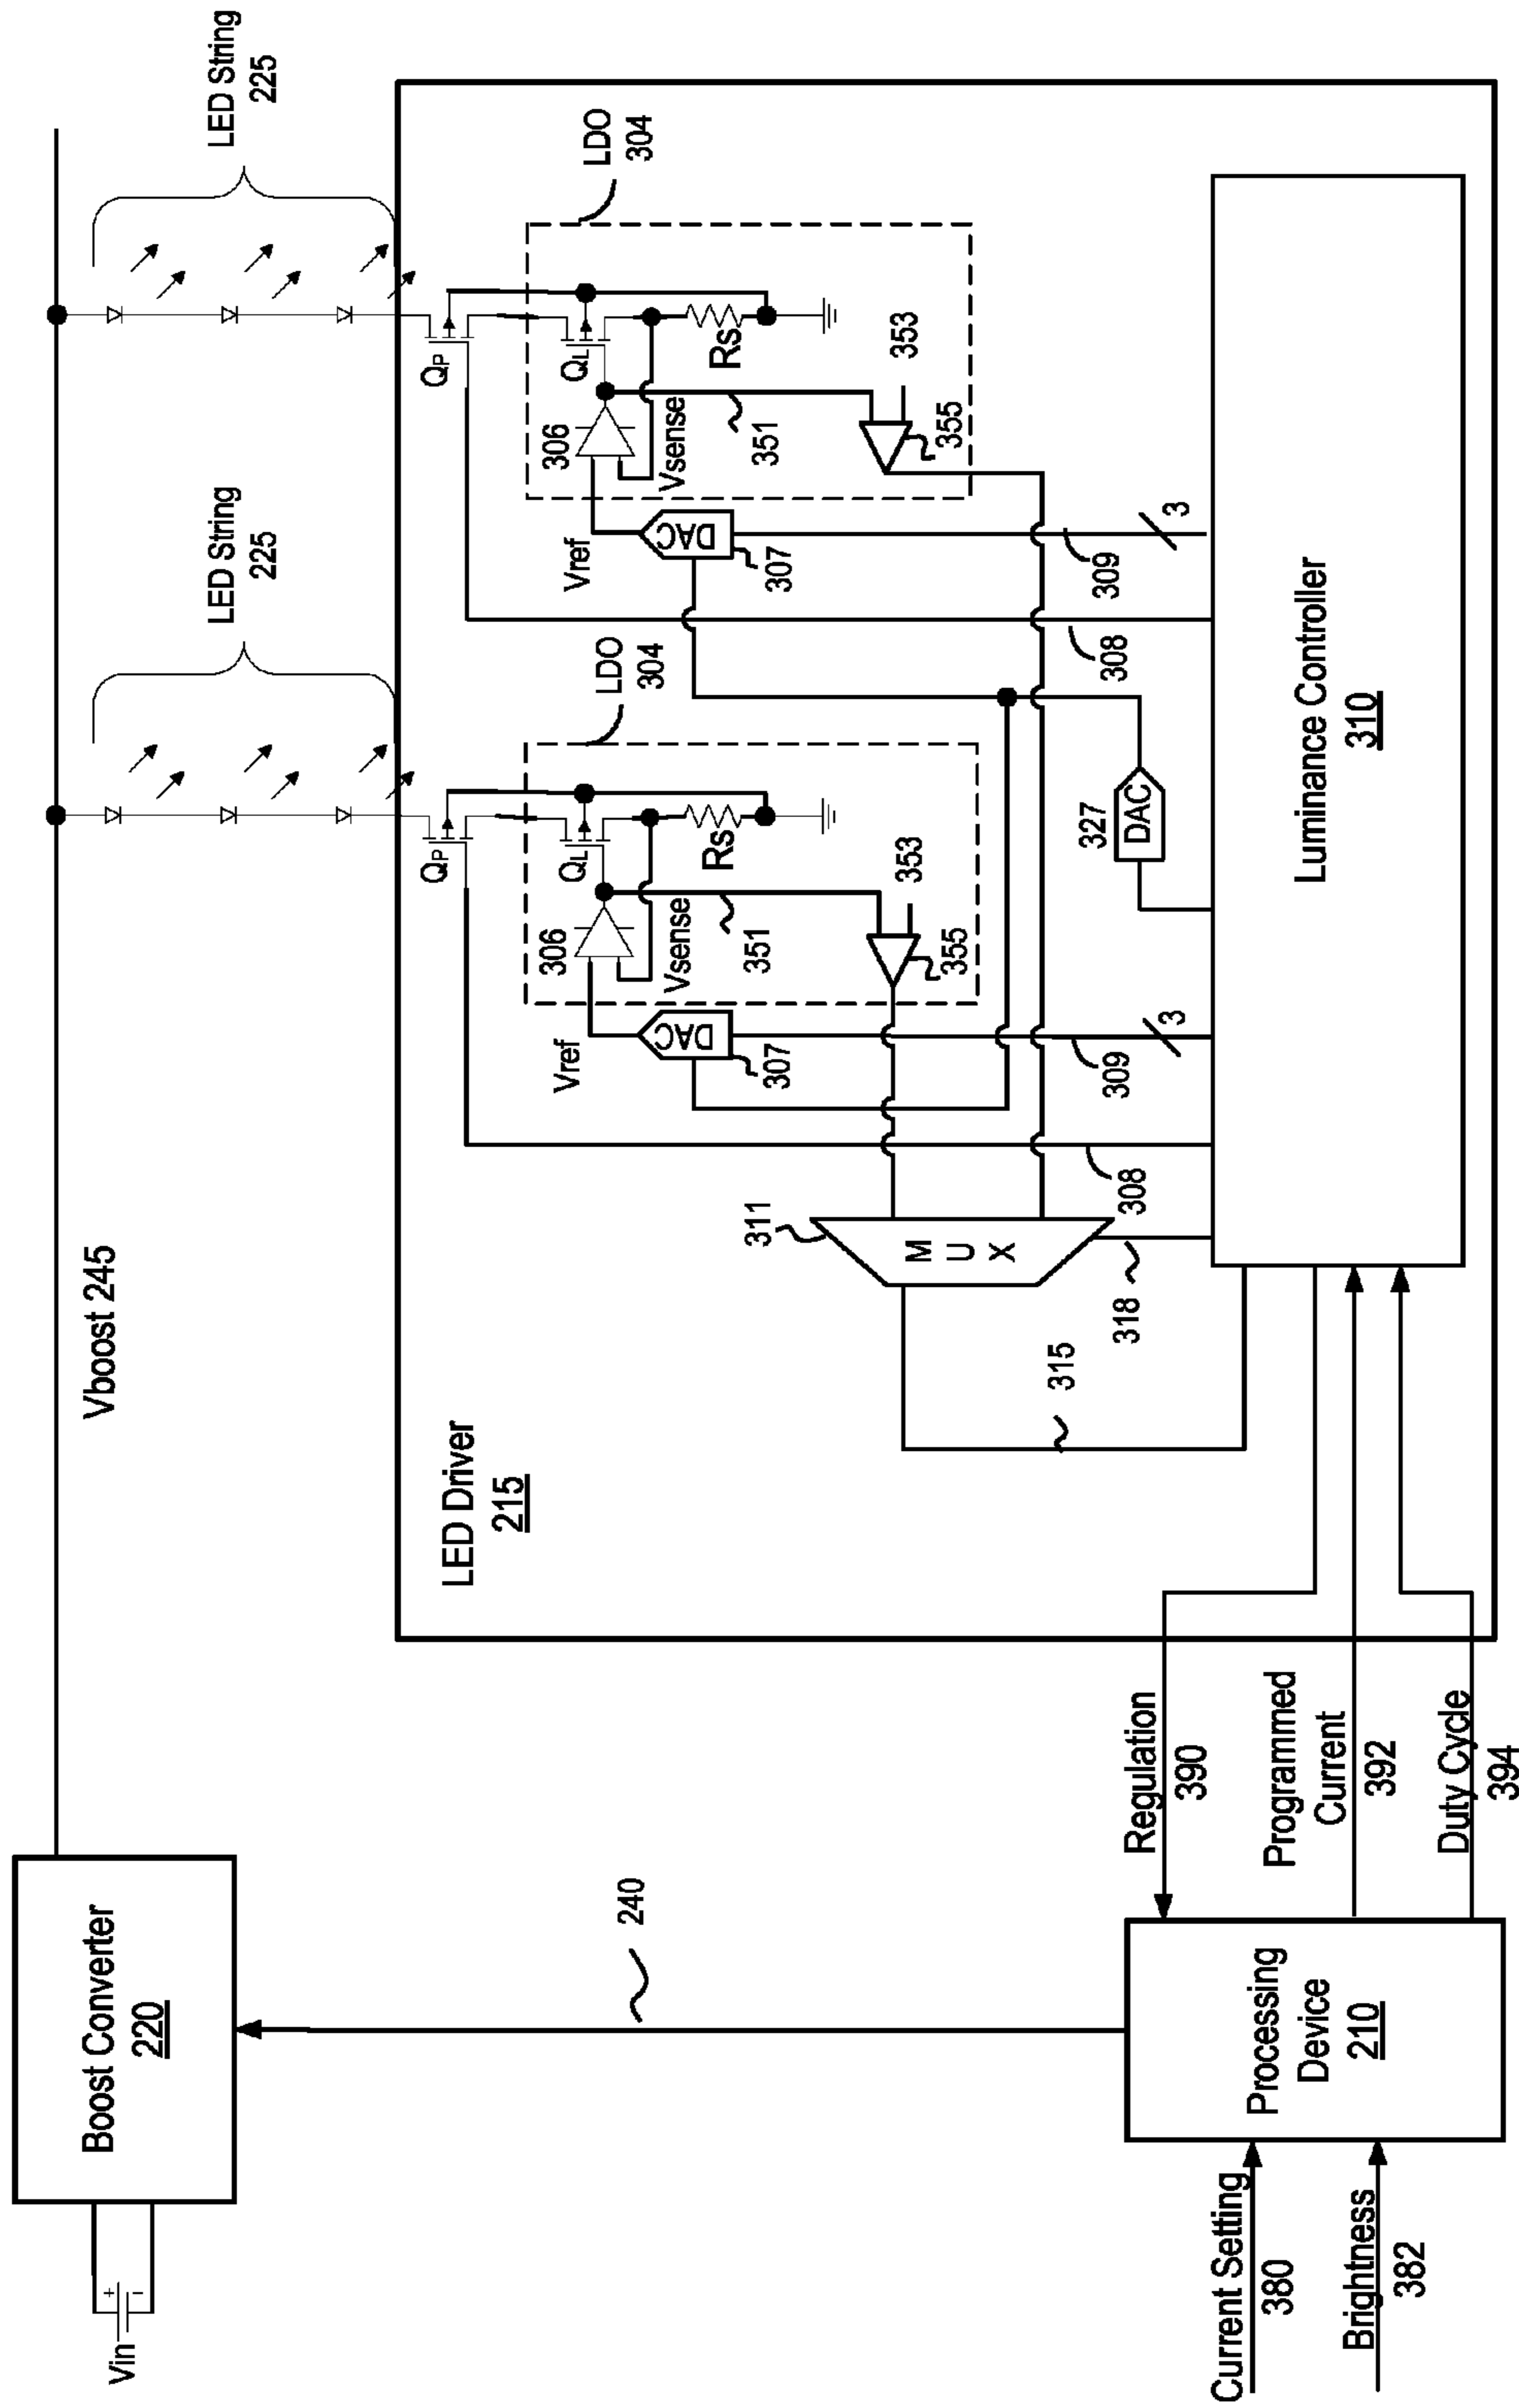 Vin
Boost Converter
220
Vboost 245
LED String
225
LED String
225
240
LED Driver
215
QP
QL
306
Vsense
Rs
LDO
304
Vref
DAC
307
351
353
355
QP
QL
306
Vsense
Rs
LDO
304
Vref
DAC
307
351
353
355
311
MUX
315
318
308
309
3
327
DAC
308
309
3
Luminance Controller
310
Regulation
390
Programmed
Current
392
Duty Cycle
394
Processing
Device
210
Current Setting
380
Brightness
382